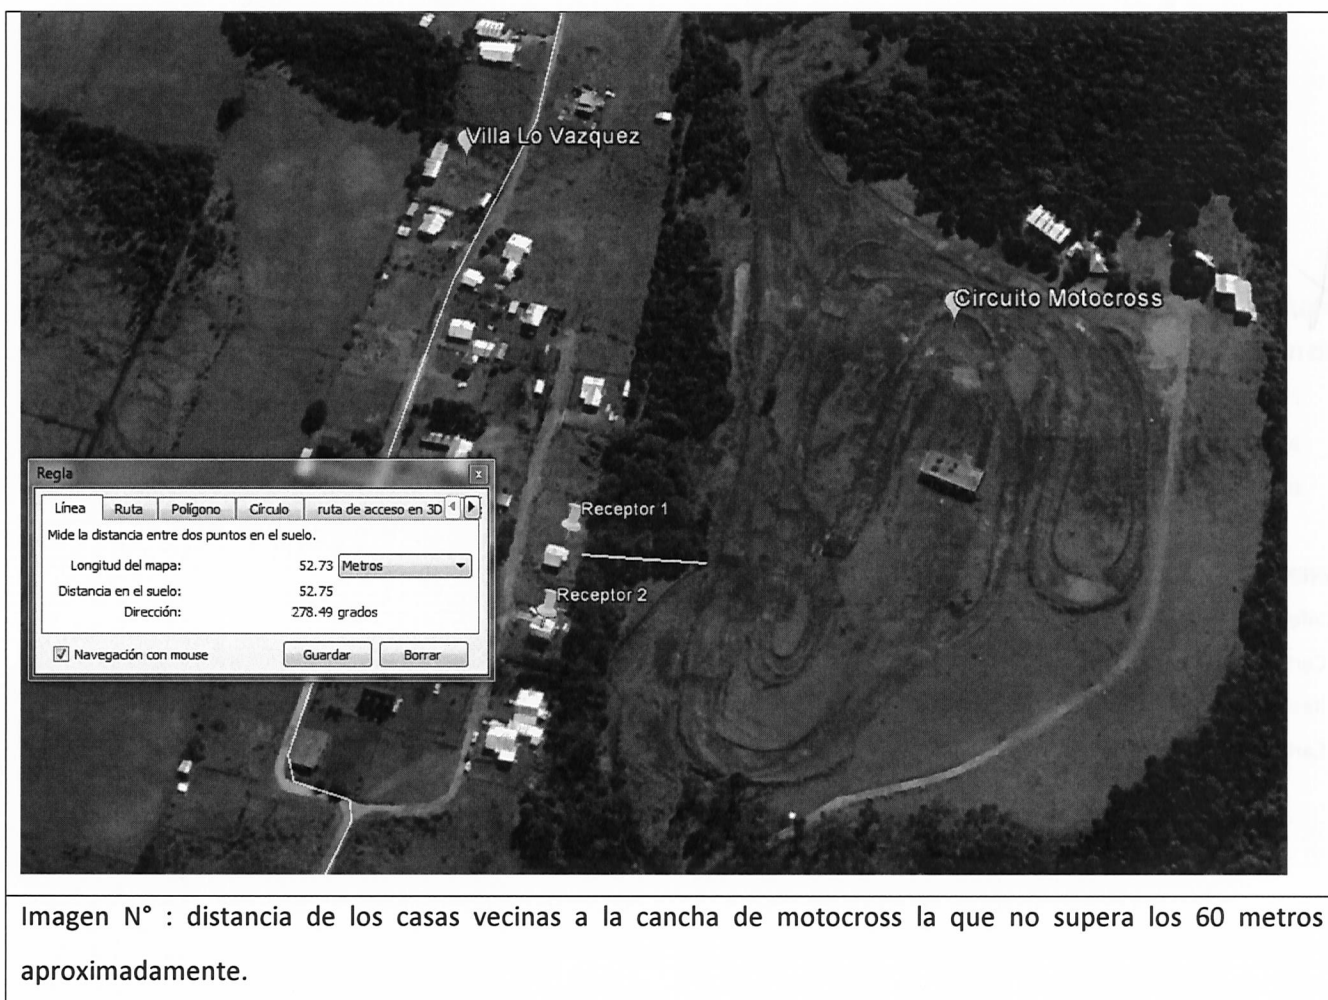 Villa Lo Vazquez
Circuito Motocross
Regla
x
Línea Ruta Polígono Círculo ruta de acceso en 3D
Mide la distancia entre dos puntos en el suelo.
Longitud del mapa: 52.73 Metros
Distancia en el suelo: 52.75
Dirección: 278.49 grados
Navegación con mouse Guardar Borrar
Receptor 1
Receptor 2
Imagen N° : distancia de los casas vecinas a la cancha de motocross la que no supera los 60 metros
aproximadamente.